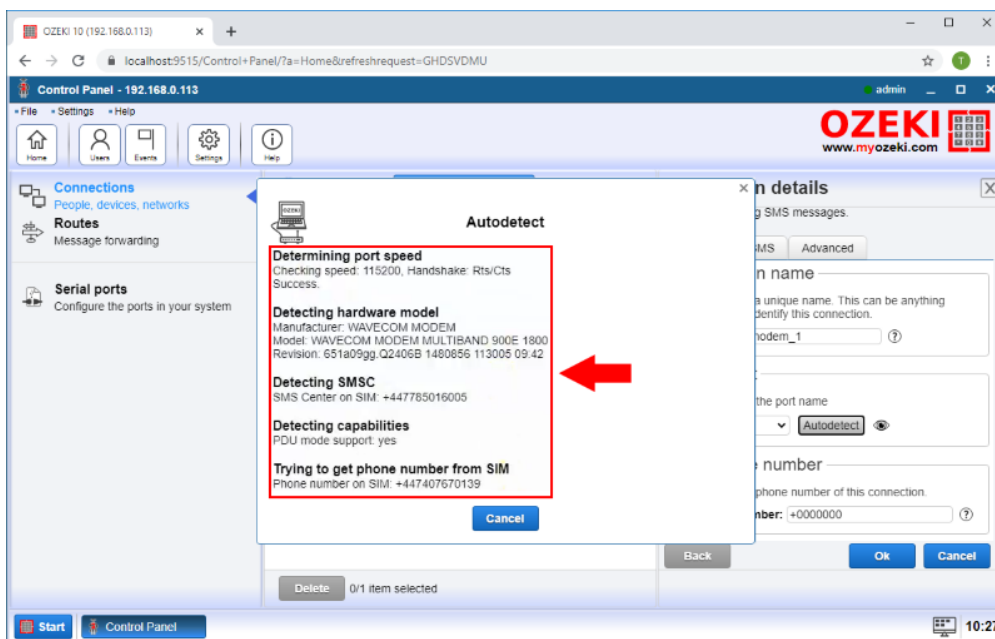 OZEKI 10 (192.168.0.113)
localhost:9515/Control+Panel/?a=Home&refreshrequest=GHDSVDMU
T
Control Panel - 192.168.0.113
admin
File Settings Help
Home
Users
Events
Settings
Help
OZEKI
www.myozeki.com
Connections
People, devices, networks
Routes
Message forwarding
Serial ports
Configure the ports in your system
OZEKI
Autodetect
Determining port speed
Checking speed: 115200, Handshake: Rts/Cts
Success.
Detecting hardware model
Manufacturer: WAVECOM MODEM
Model: WAVECOM MODEM MULTIBAND 900E 1800
Revision: 651a09gg.Q2406B 1480856 113005 09:42
Detecting SMSC
SMS Center on SIM: +447785016005
Detecting capabilities
PDU mode support: yes
Trying to get phone number from SIM
Phone number on SIM: +447407670139
Cancel
n details
g SMS messages.
MS
Advanced
n name
a unique name. This can be anything
dentify this connection.
modem_1
the port name
Autodetect
number
phone number of this connection.
nber: +0000000
Back
Ok
Cancel
Delete
0/1 item selected
Start
Control Panel
10:27